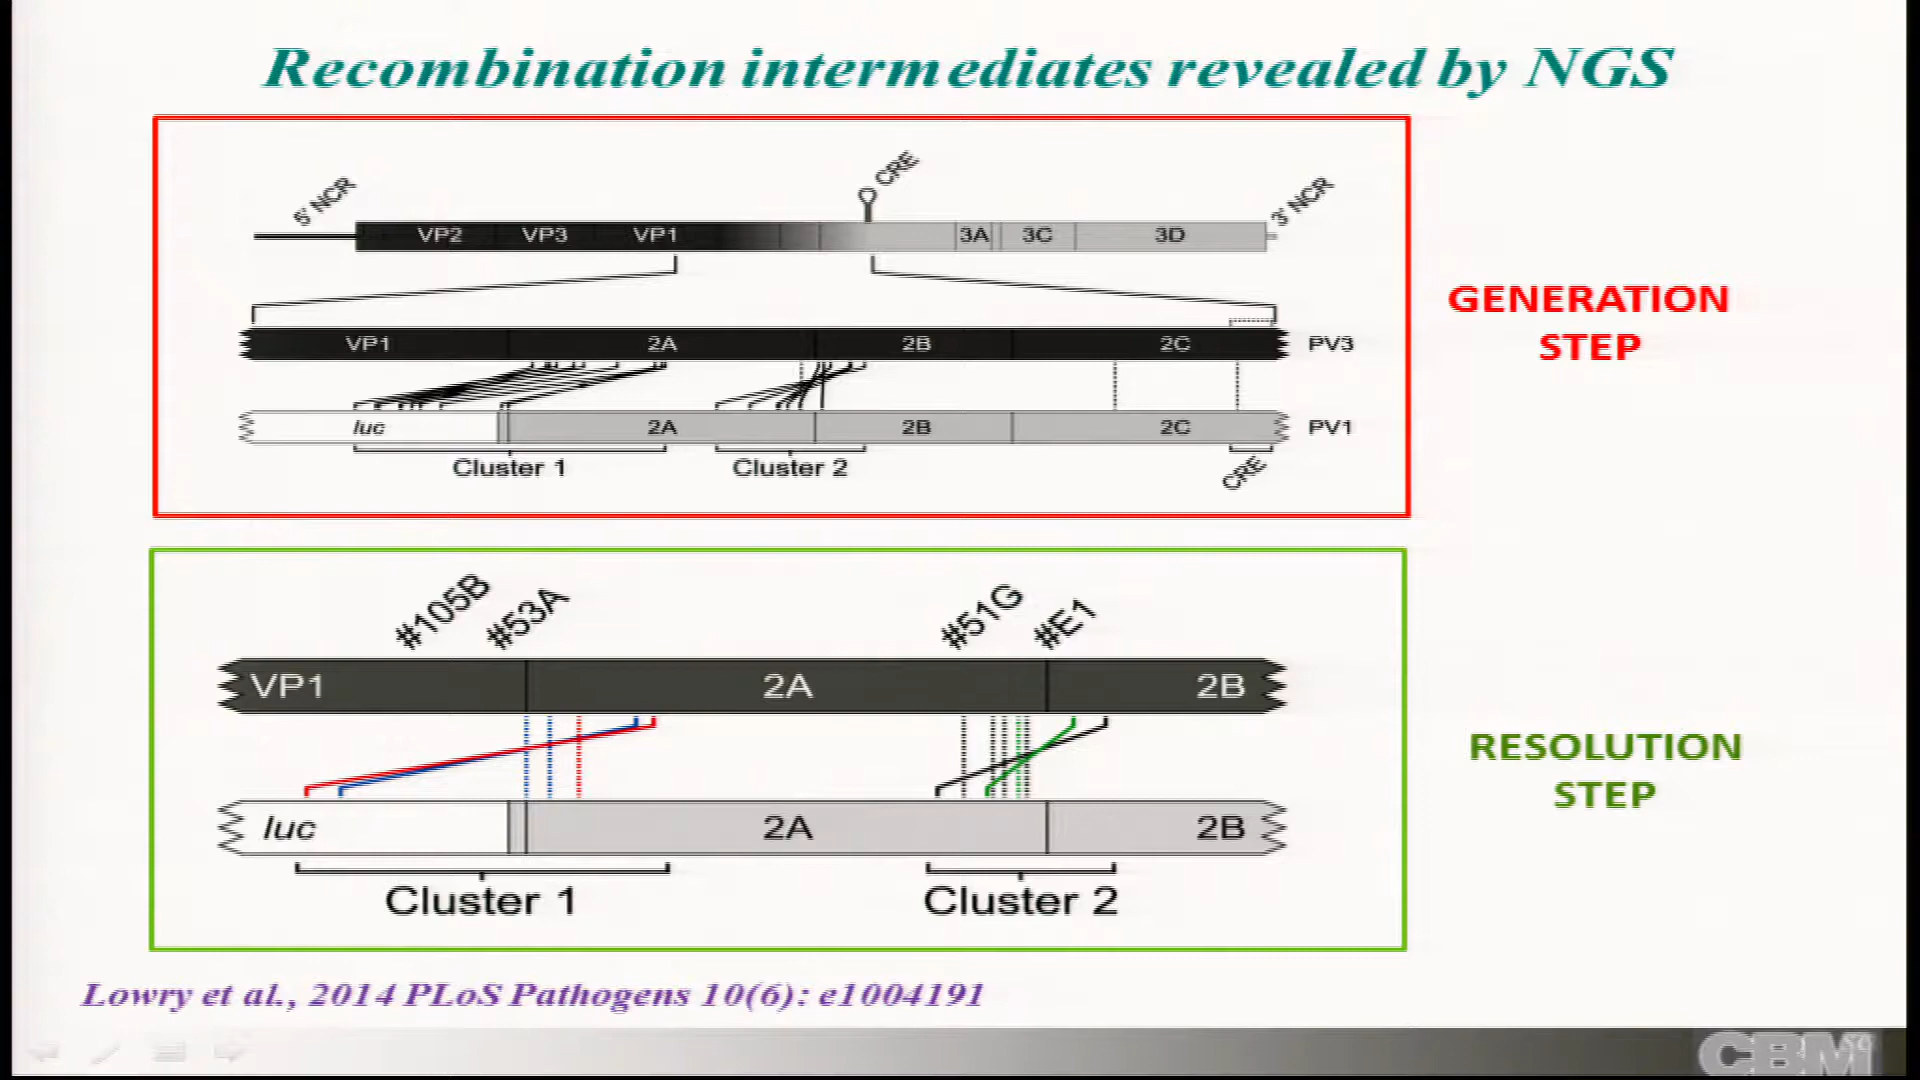 Recombination intermediates revealed by NGS
5' NCR
CRE
3' NCR
VP2 VP3 VP1 3A 3C 3D
VP1 2A 2B 2C PV3
luc 2A 2B 2C PV1
Cluster 1 Cluster 2 CRE
GENERATION
STEP
#105B #53A #51G #E1
VP1 2A 2B
luc 2A 2B
Cluster 1 Cluster 2
RESOLUTION
STEP
Lowry et al., 2014 PLoS Pathogens 10(6): e1004191
CBM SO